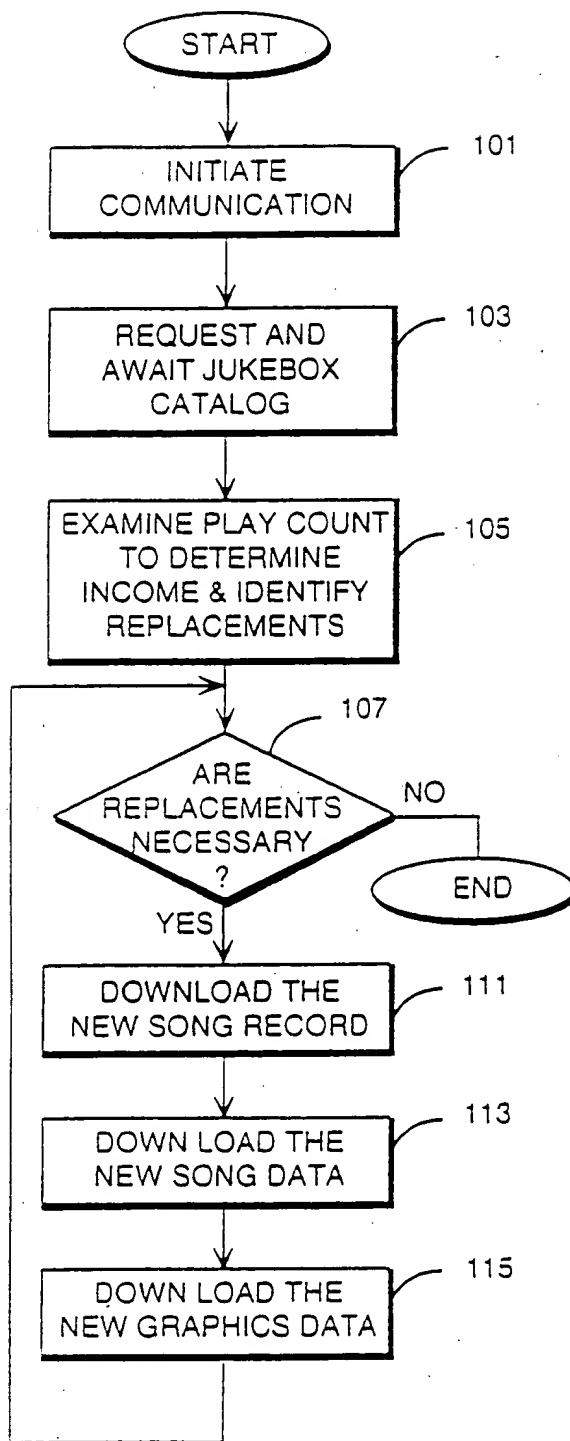 START
101
INITIATE
COMMUNICATION
103
REQUEST AND
AWAIT JUKEBOX
CATALOG
EXAMINE PLAY COUNT
TO DETERMINE
INCOME & IDENTIFY
REPLACEMENTS
105
107
ARE
REPLACEMENTS
NECESSARY
?
NO
END
YES
DOWNLOAD THE
NEW SONG RECORD
111
DOWN LOAD THE
NEW SONG DATA
113
DOWN LOAD THE
NEW GRAPHICS DATA
115